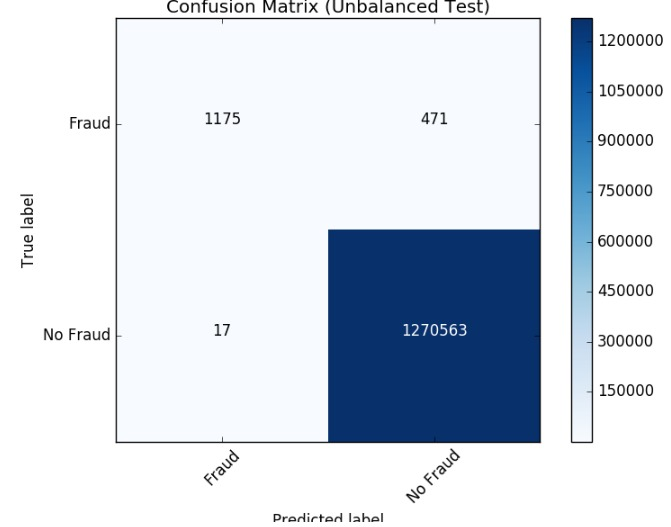 Confusion Matrix (Unbalanced Test)
True label
Fraud
No Fraud
1175
471
17
1270563
Fraud
No Fraud
Predicted label
1200000
1050000
900000
750000
600000
450000
300000
150000